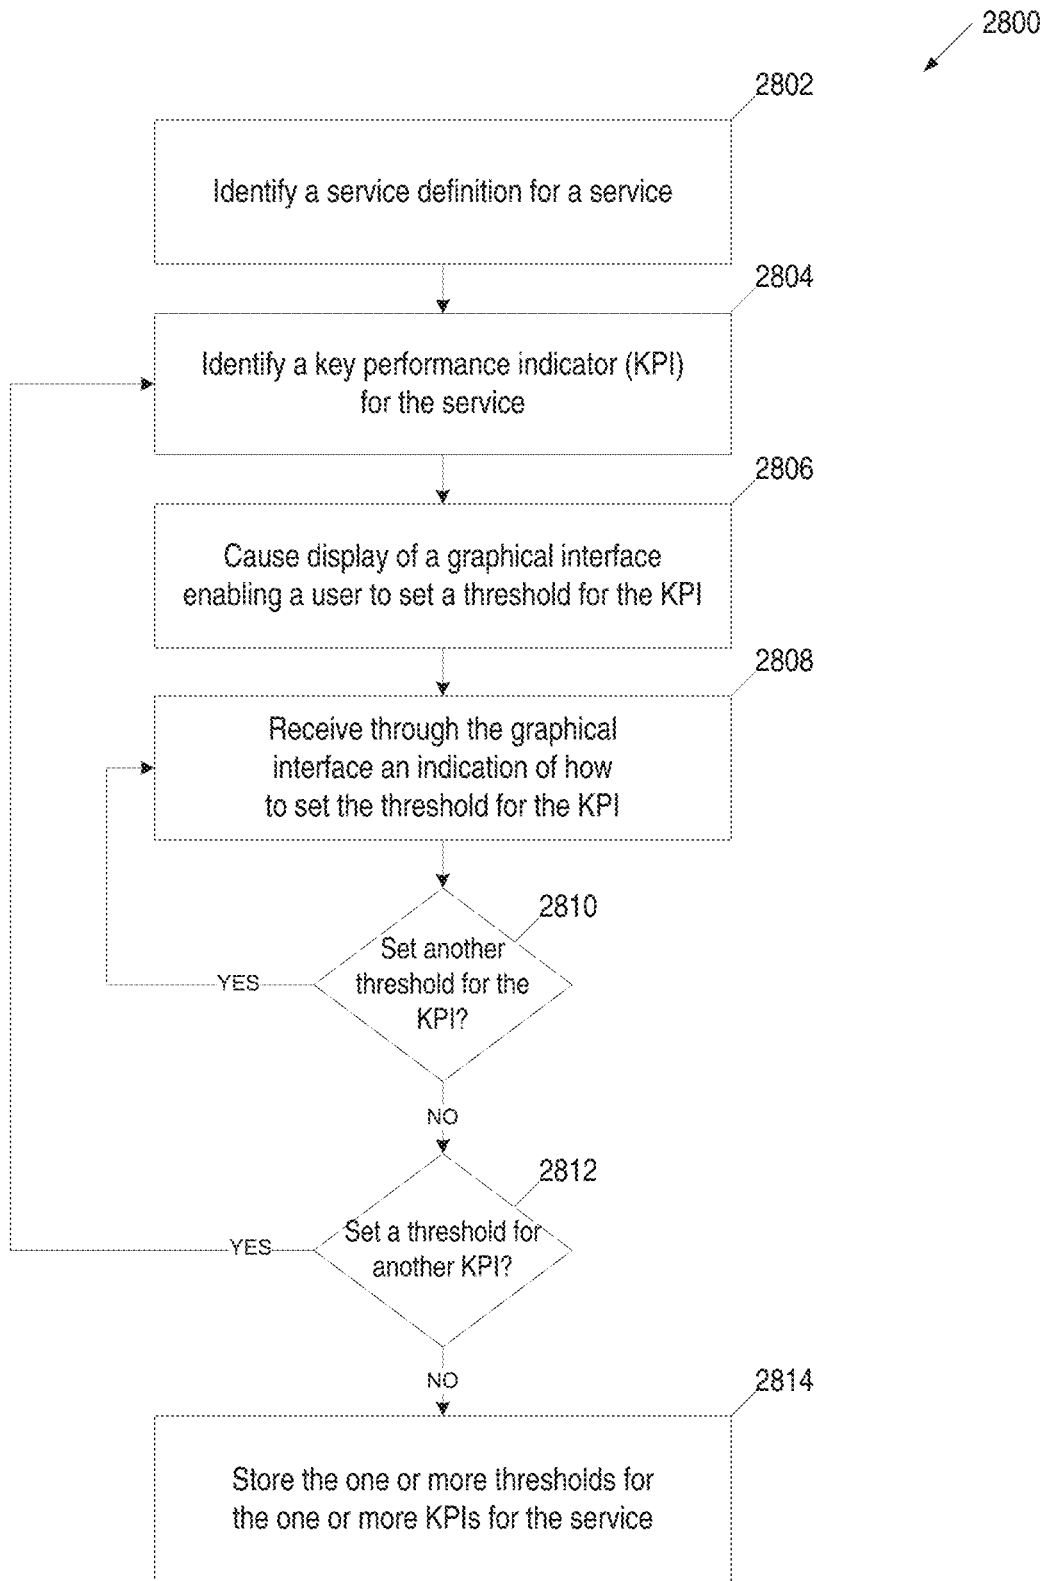 2800
2802
Identify a service definition for a service
2804
Identify a key performance indicator (KPI)
for the service
2806
Cause display of a graphical interface
enabling a user to set a threshold for the KPI
2808
Receive through the graphical
interface an indication of how
to set the threshold for the KPI
2810
Set another
threshold for the
KPI?
YES
NO
2812
Set a threshold for
another KPI?
YES
NO
2814
Store the one or more thresholds for
the one or more KPIs for the service